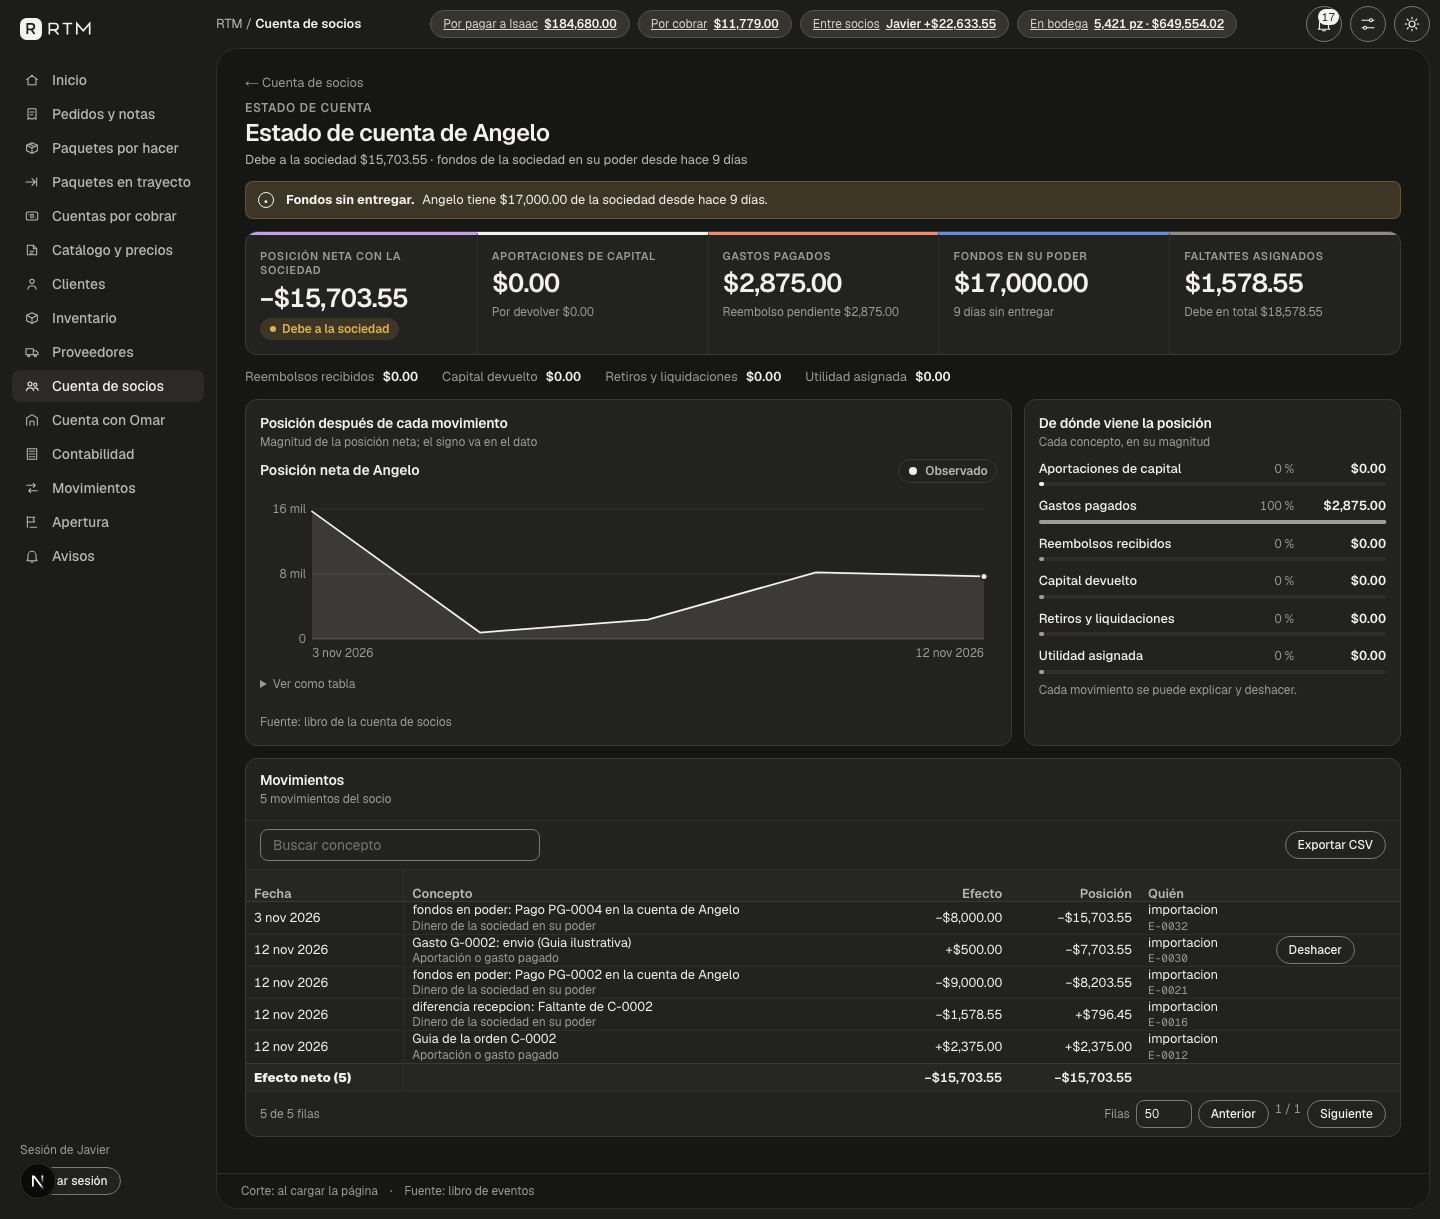 R RTM
RTM / Cuenta de socios
Por pagar a Isaac $184,680.00
Por cobrar $11,779.00
Entre socios Javier +$22,633.55
En bodega 5,421 pz · $649,554.02
17
Inicio
Pedidos y notas
Paquetes por hacer
Paquetes en trayecto
Cuentas por cobrar
Catálogo y precios
Clientes
Inventario
Proveedores
Cuenta de socios
Cuenta con Omar
Contabilidad
Movimientos
Apertura
Avisos
Sesión de Javier
N
ar sesión
← Cuenta de socios
ESTADO DE CUENTA
Estado de cuenta de Angelo
Debe a la sociedad $15,703.55 · fondos de la sociedad en su poder desde hace 9 días
Fondos sin entregar. Angelo tiene $17,000.00 de la sociedad desde hace 9 días.
POSICIÓN NETA CON LA
SOCIEDAD
−$15,703.55
Debe a la sociedad
APORTACIONES DE CAPITAL
$0.00
Por devolver $0.00
GASTOS PAGADOS
$2,875.00
Reembolso pendiente $2,875.00
FONDOS EN SU PODER
$17,000.00
9 días sin entregar
FALTANTES ASIGNADOS
$1,578.55
Debe en total $18,578.55
Reembolsos recibidos $0.00 Capital devuelto $0.00 Retiros y liquidaciones $0.00 Utilidad asignada $0.00
Posición después de cada movimiento
Magnitud de la posición neta; el signo va en el dato
Posición neta de Angelo
Observado
16 mil
8 mil
0
3 nov 2026 12 nov 2026
Ver como tabla
Fuente: libro de la cuenta de socios
De dónde viene la posición
Cada concepto, en su magnitud
Aportaciones de capital 0 % $0.00
Gastos pagados 100 % $2,875.00
Reembolsos recibidos 0 % $0.00
Capital devuelto 0 % $0.00
Retiros y liquidaciones 0 % $0.00
Utilidad asignada 0 % $0.00
Cada movimiento se puede explicar y deshacer.
Movimientos
5 movimientos del socio
Buscar concepto
Exportar CSV
Fecha Concepto Efecto Posición Quién
3 nov 2026 fondos en poder: Pago PG-0004 en la cuenta de Angelo −$8,000.00 −$15,703.55 importacion
Dinero de la sociedad en su poder E-0032
12 nov 2026 Gasto G-0002: envio (Guia ilustrativa) +$500.00 −$7,703.55 importacion Deshacer
Aportación o gasto pagado E-0030
12 nov 2026 fondos en poder: Pago PG-0002 en la cuenta de Angelo −$9,000.00 −$8,203.55 importacion
Dinero de la sociedad en su poder E-0021
12 nov 2026 diferencia recepcion: Faltante de C-0002 −$1,578.55 +$796.45 importacion
Dinero de la sociedad en su poder E-0016
12 nov 2026 Guia de la orden C-0002 +$2,375.00 +$2,375.00 importacion
Aportación o gasto pagado E-0012
Efecto neto (5) −$15,703.55 −$15,703.55
5 de 5 filas Filas 50 Anterior 1 / 1 Siguiente
Corte: al cargar la página · Fuente: libro de eventos